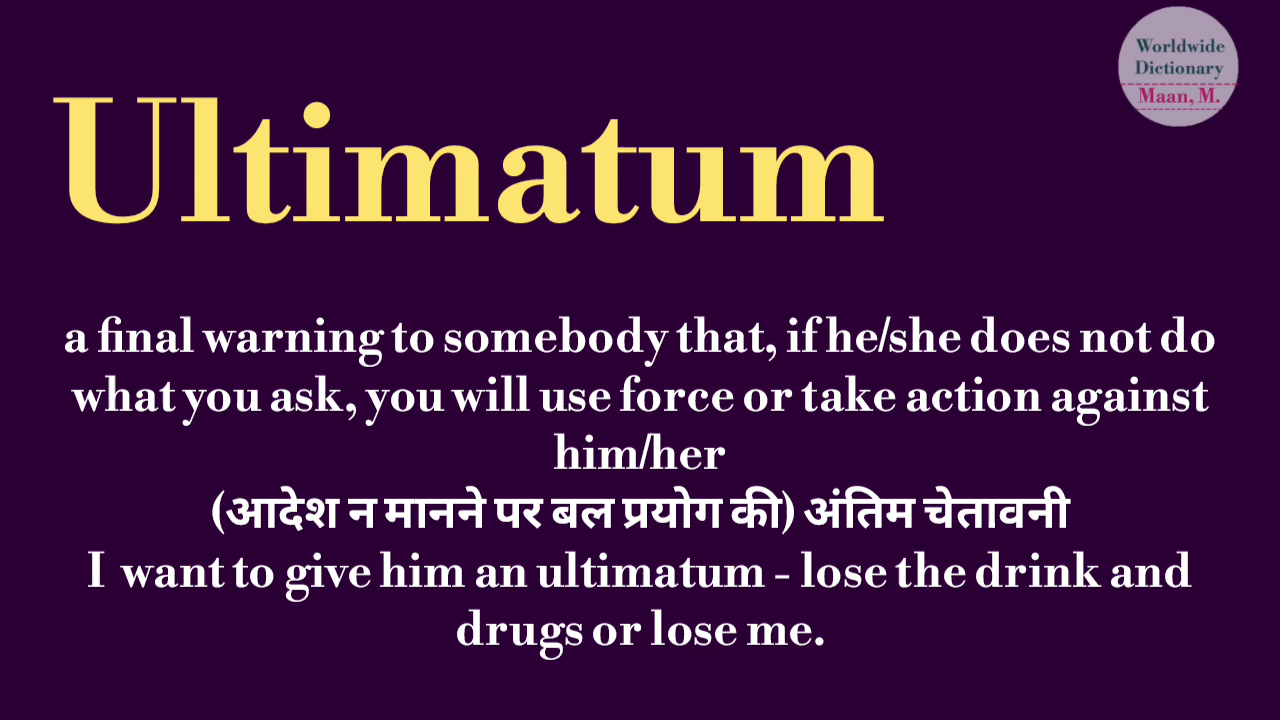 Worldwide
Dictionary
Maan, M.
Ultimatum
a final warning to somebody that, if he/she does not do
what you ask, you will use force or take action against
him/her
(आदेश न मानने पर बल प्रयोग की) अंतिम चेतावनी
I want to give him an ultimatum - lose the drink and
drugs or lose me.